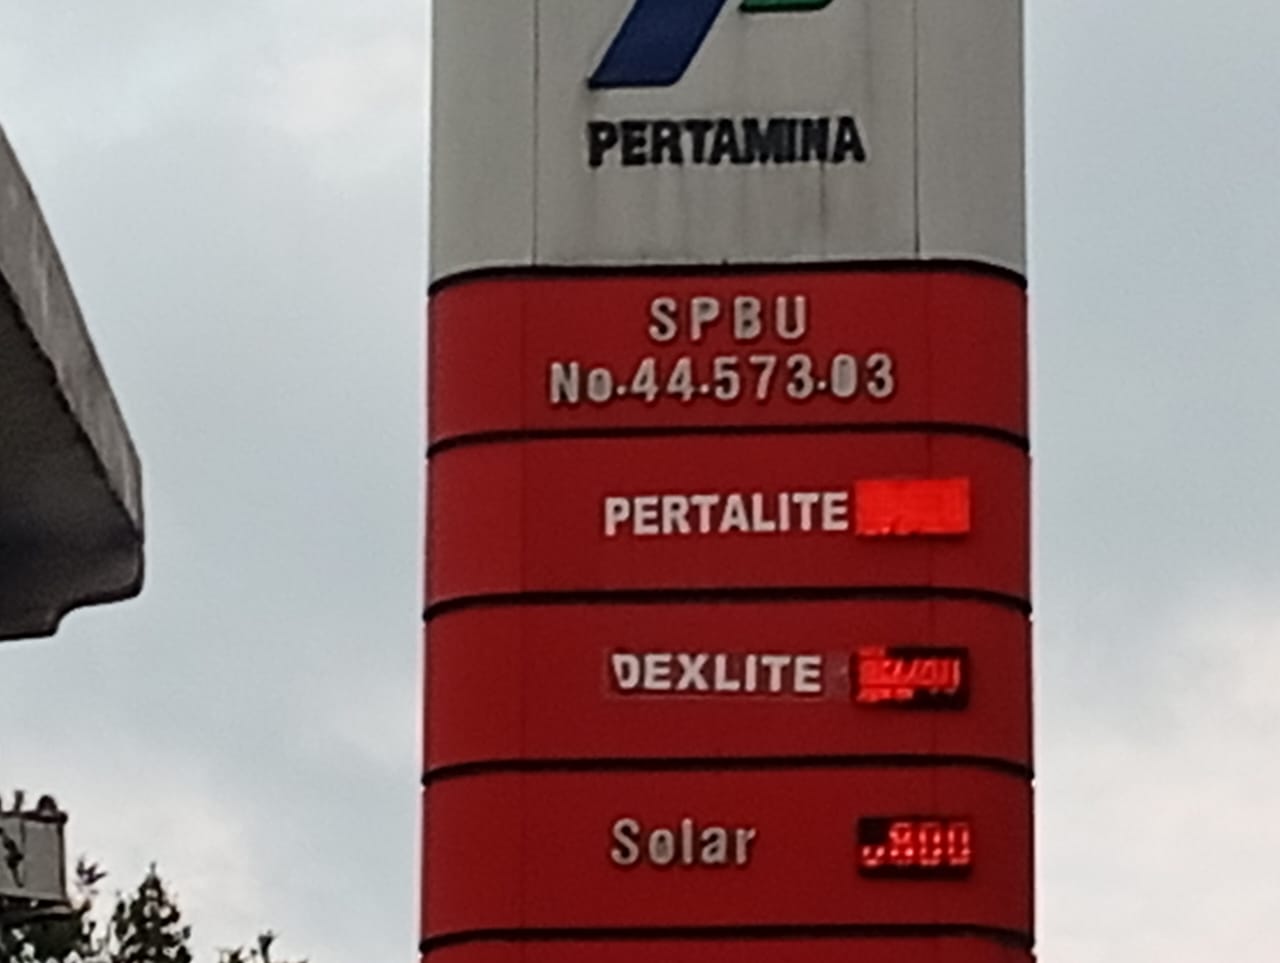 PERTAMINA
SPBU
No.44.573.03
PERTALITE
DEXLITE
Solar